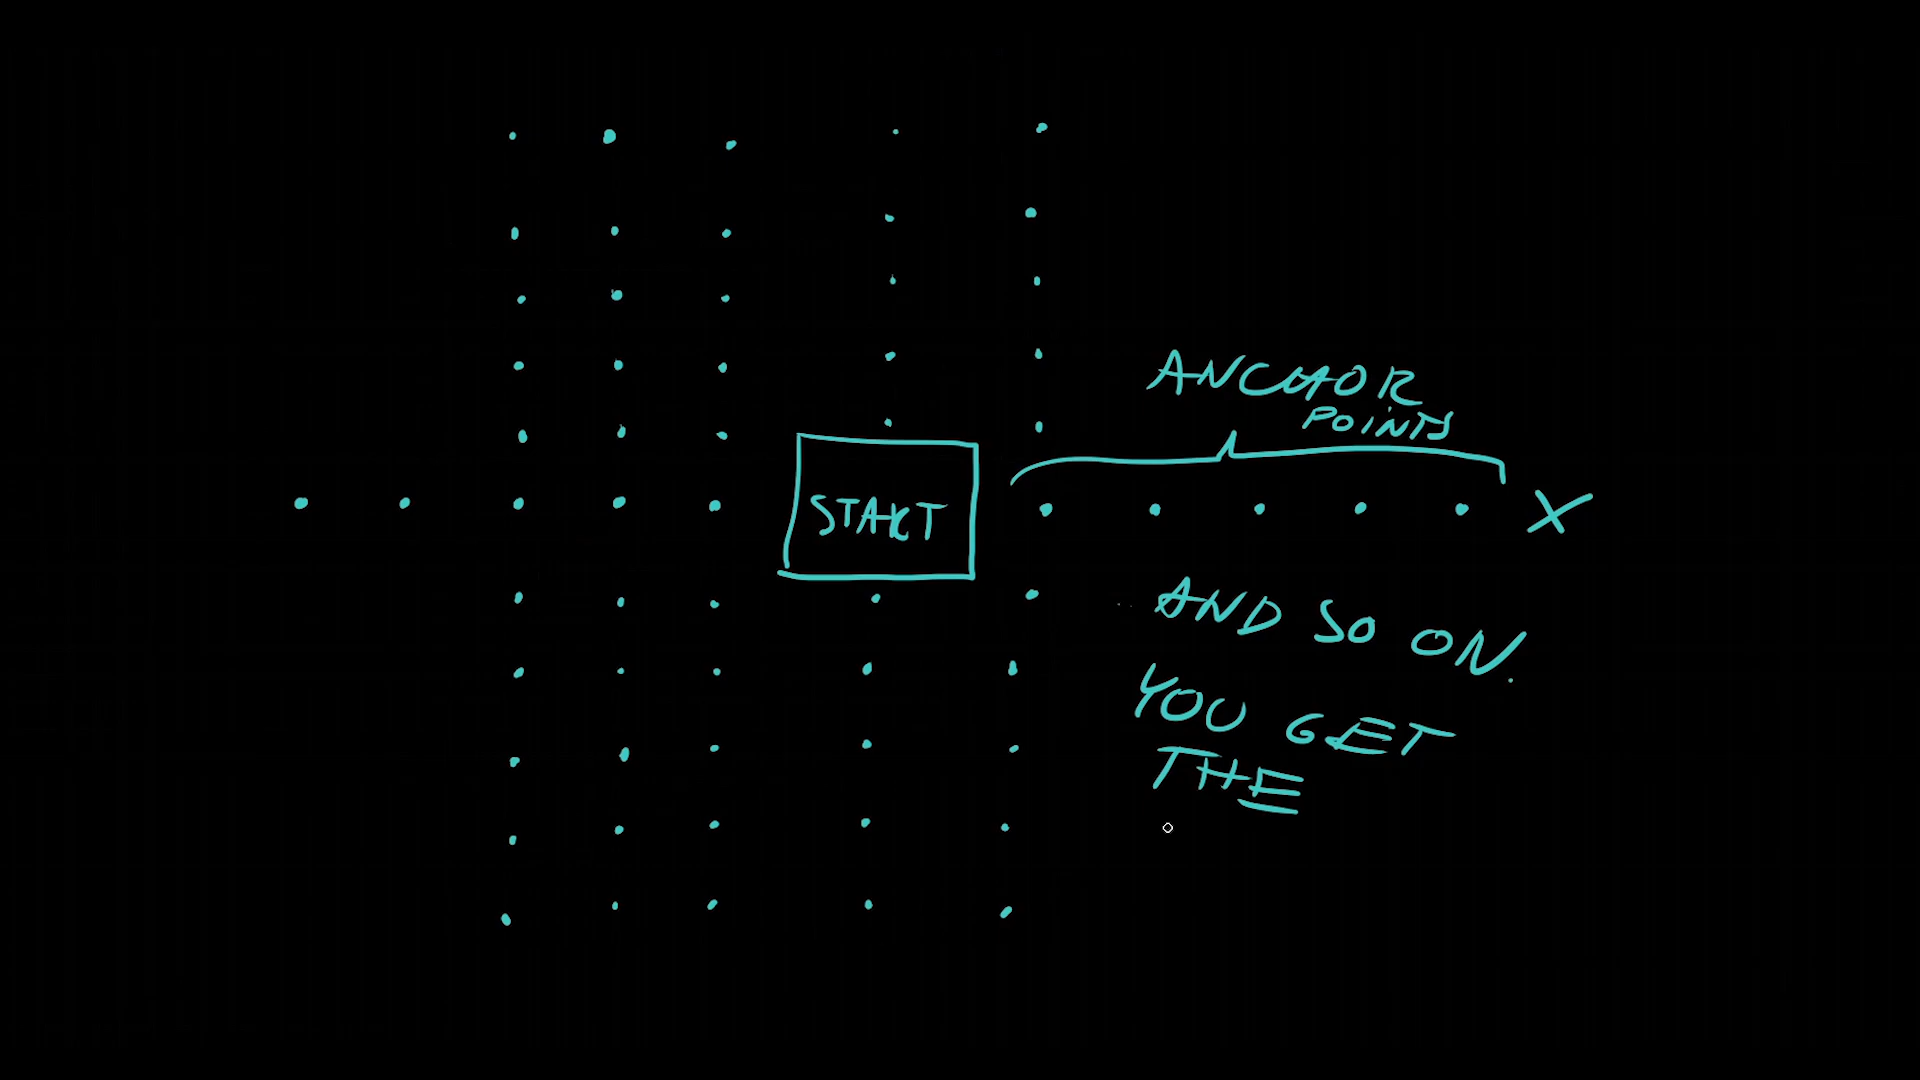 ANCHOR
POINTS
START
X
AND SO ON.
YOU GET
THE